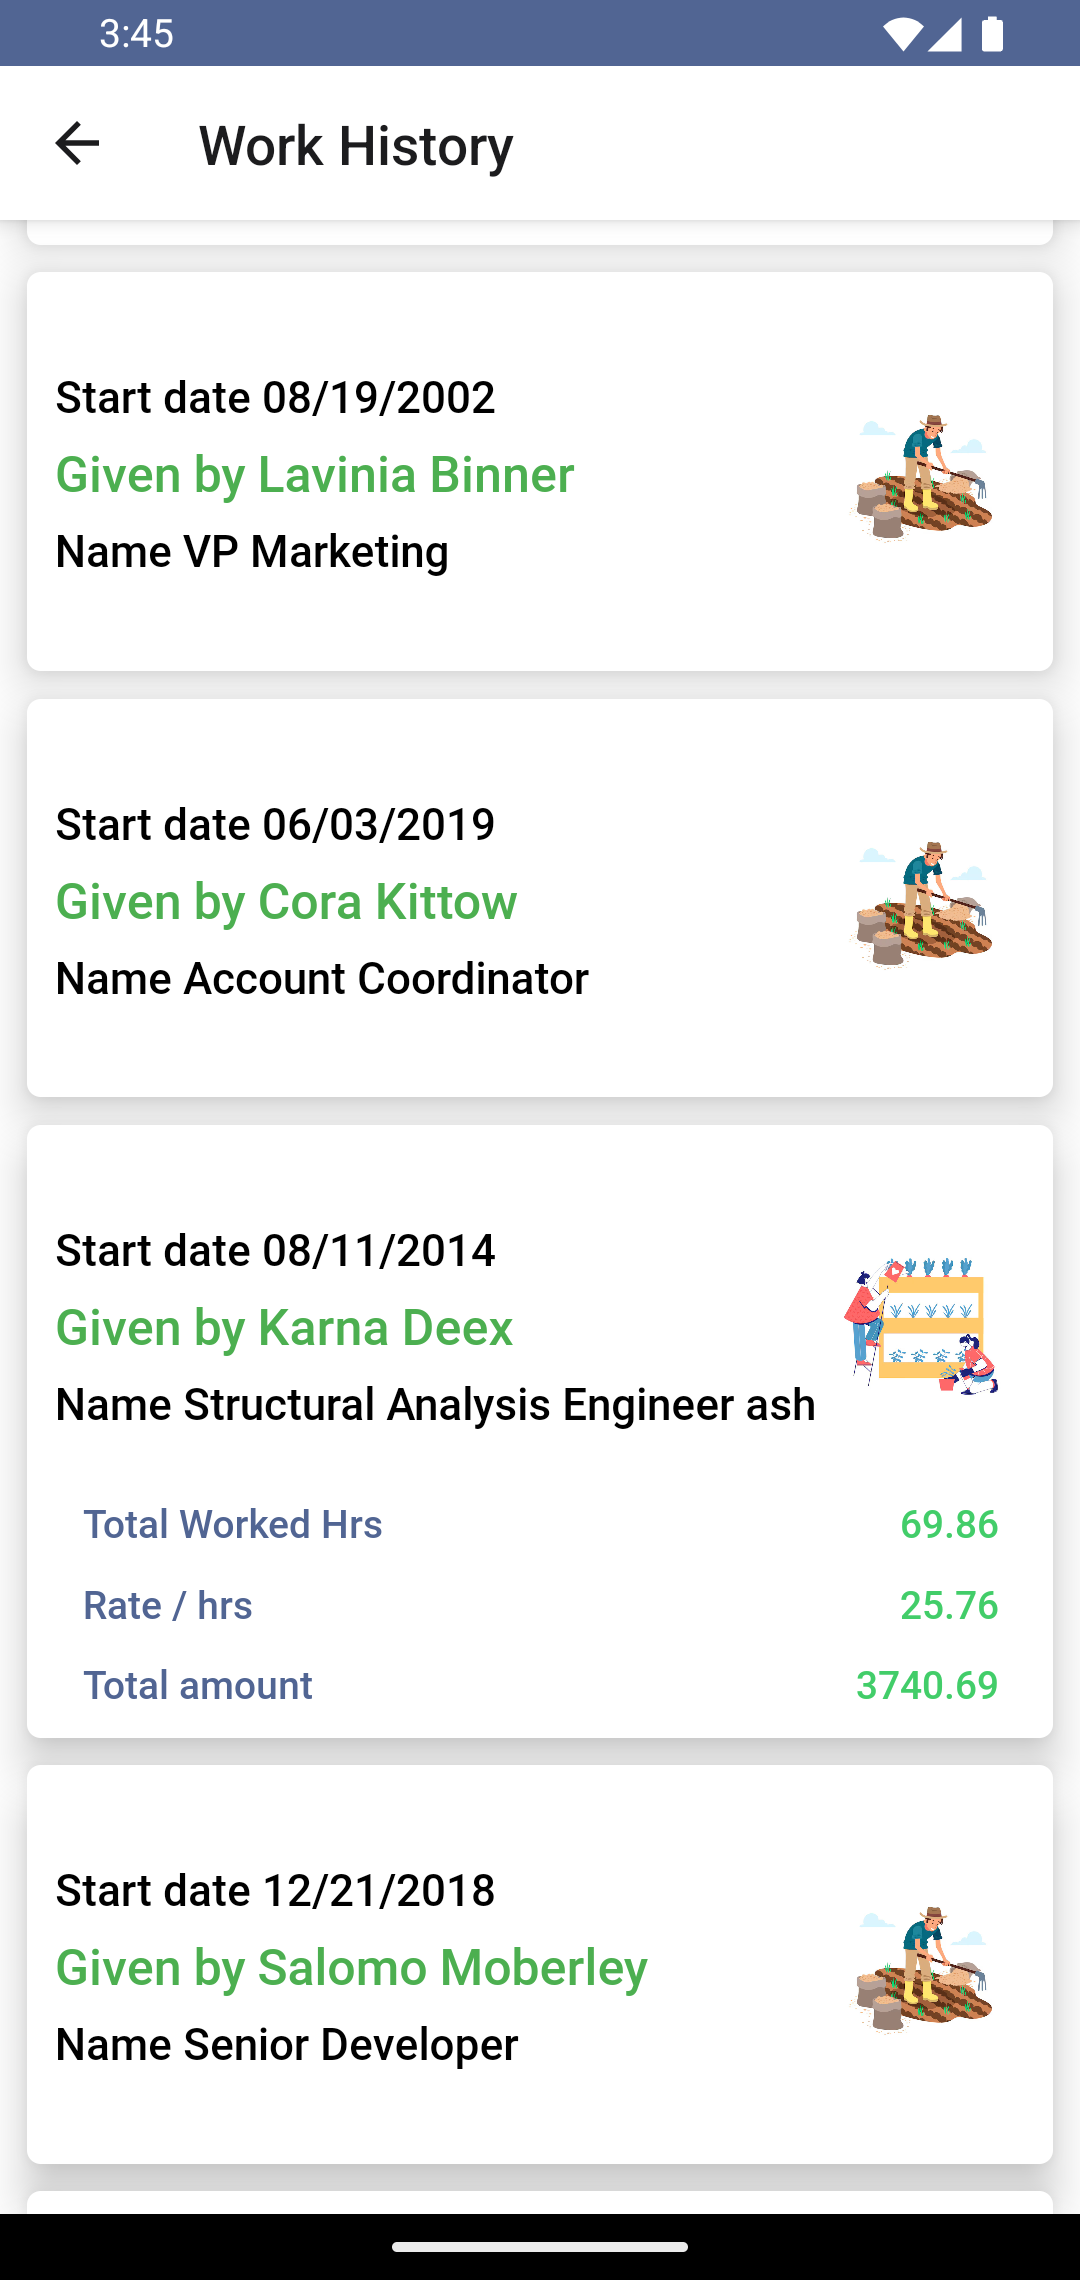 3:45
Work History
Start date 08/19/2002
Given by Lavinia Binner
Name VP Marketing
Start date 06/03/2019
Given by Cora Kittow
Name Account Coordinator
Start date 08/11/2014
Given by Karna Deex
Name Structural Analysis Engineer ash
Total Worked Hrs 69.86
Rate / hrs 25.76
Total amount 3740.69
Start date 12/21/2018
Given by Salomo Moberley
Name Senior Developer